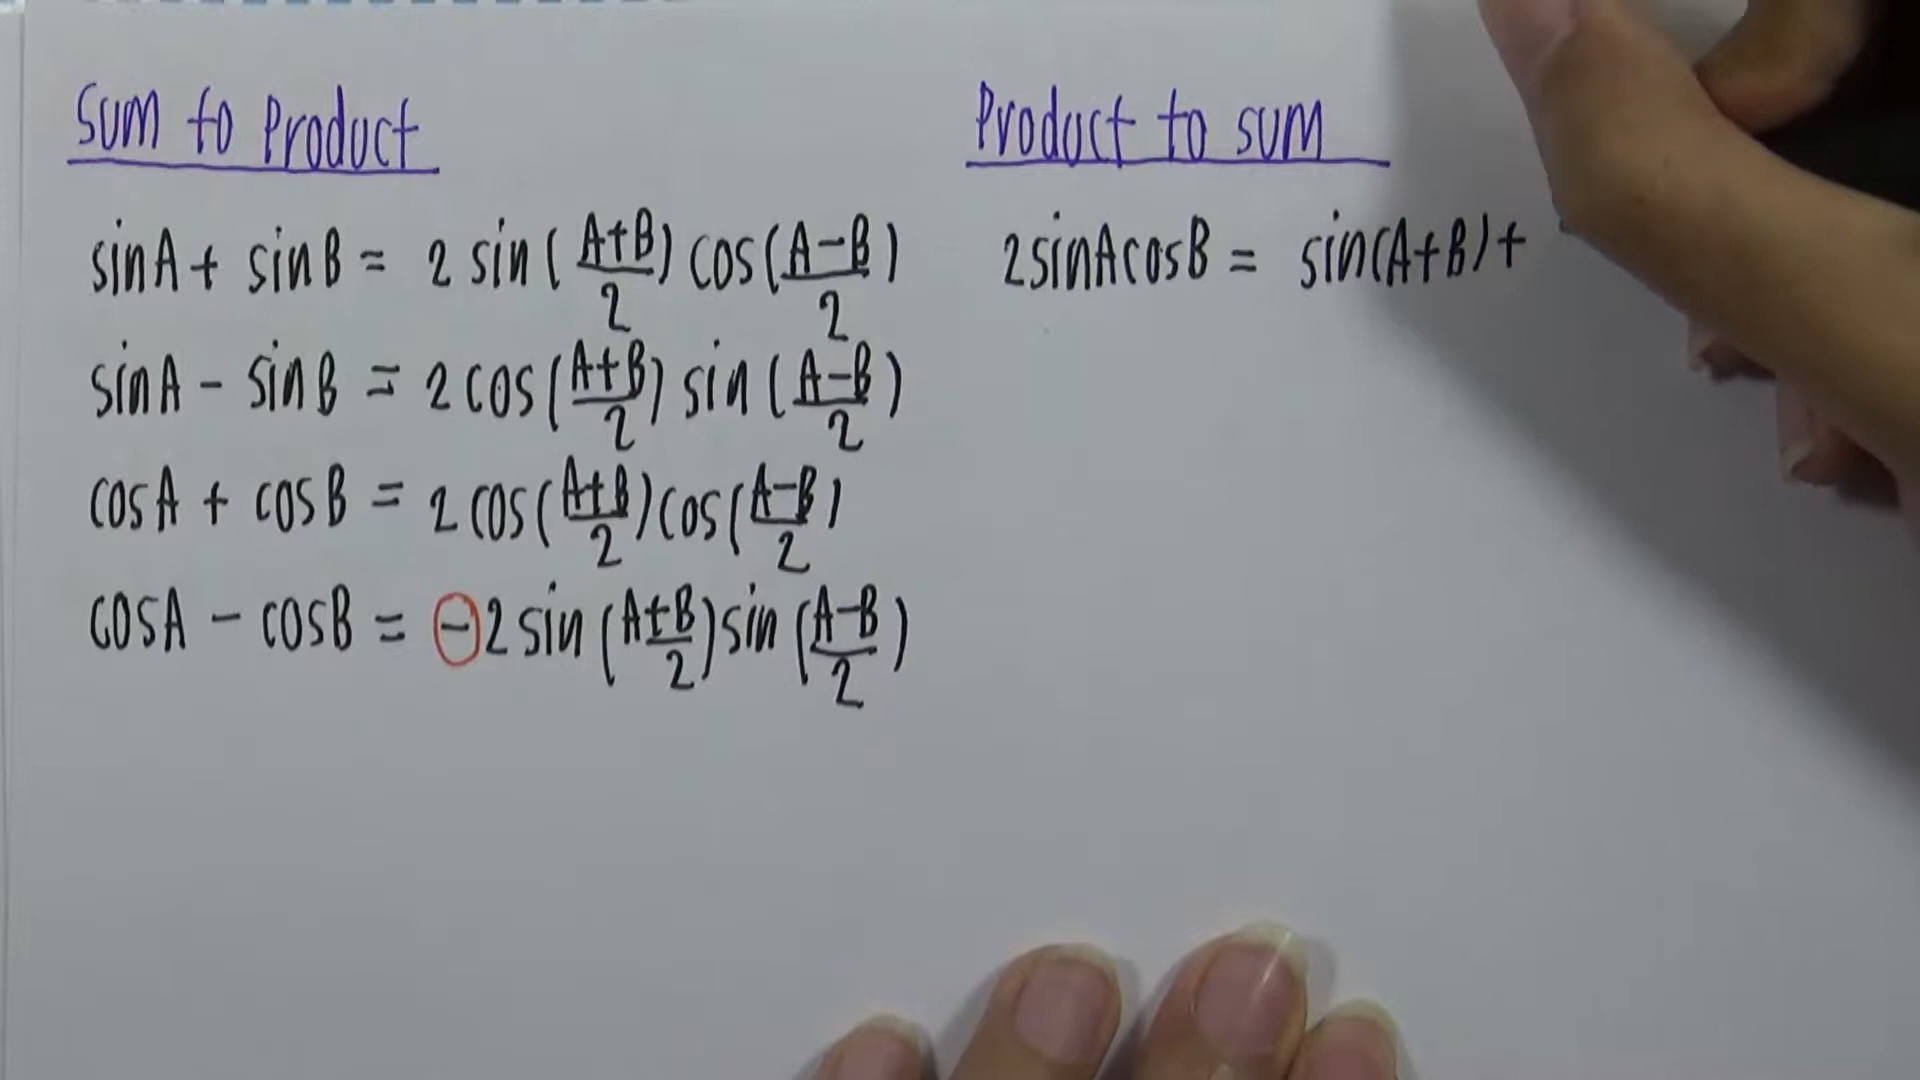 Sum to Product
sinA + sinB = 2 sin(A+B/2) cos(A-B/2)
sinA - sinB = 2 cos(A+B/2) sin(A-B/2)
cosA + cosB = 2 cos(A+B/2) cos(A-B/2)
cosA - cosB = -2 sin(A+B/2) sin(A-B/2)
Product to sum
2sinAcosB = sin(A+B) +